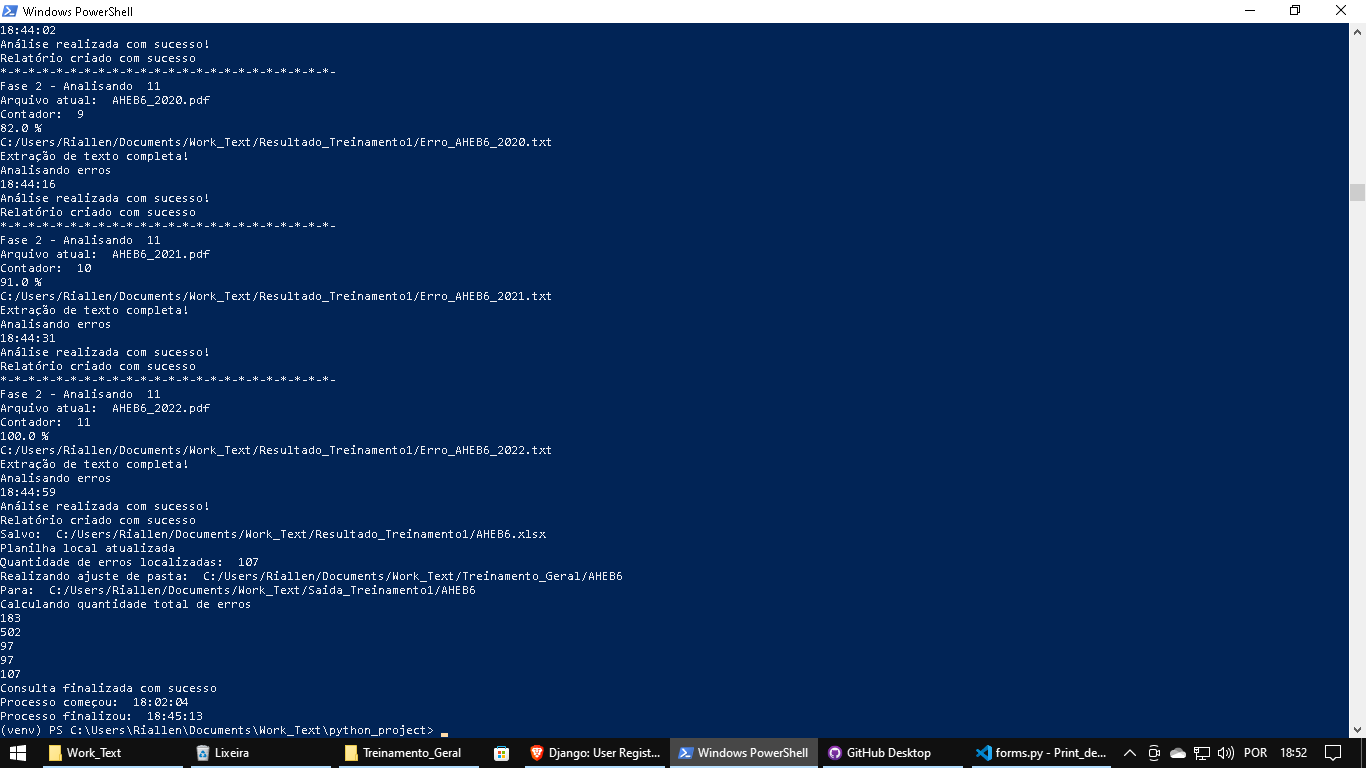 Windows PowerShell
18:44:02
Análise realizada com sucesso!
Relatório criado com sucesso
*-*-*-*-*-*-*-*-*-*-*-*-*-*-*-*-*-*-*-*-*-*-*-*-
Fase 2 - Analisando  11
Arquivo atual:  AHEB6_2020.pdf
Contador:  9
82.0 %
C:/Users/Riallen/Documents/Work_Text/Resultado_Treinamento1/Erro_AHEB6_2020.txt
Extração de texto completa!
Analisando erros
18:44:16
Análise realizada com sucesso!
Relatório criado com sucesso
*-*-*-*-*-*-*-*-*-*-*-*-*-*-*-*-*-*-*-*-*-*-*-*-
Fase 2 - Analisando  11
Arquivo atual:  AHEB6_2021.pdf
Contador:  10
91.0 %
C:/Users/Riallen/Documents/Work_Text/Resultado_Treinamento1/Erro_AHEB6_2021.txt
Extração de texto completa!
Analisando erros
18:44:31
Análise realizada com sucesso!
Relatório criado com sucesso
*-*-*-*-*-*-*-*-*-*-*-*-*-*-*-*-*-*-*-*-*-*-*-*-
Fase 2 - Analisando  11
Arquivo atual:  AHEB6_2022.pdf
Contador:  11
100.0 %
C:/Users/Riallen/Documents/Work_Text/Resultado_Treinamento1/Erro_AHEB6_2022.txt
Extração de texto completa!
Analisando erros
18:44:59
Análise realizada com sucesso!
Relatório criado com sucesso
Salvo:  C:/Users/Riallen/Documents/Work_Text/Resultado_Treinamento1/AHEB6.xlsx
Planilha local atualizada
Quantidade de erros localizadas:  107
Realizando ajuste de pasta:  C:/Users/Riallen/Documents/Work_Text/Treinamento_Geral/AHEB6
Para:  C:/Users/Riallen/Documents/Work_Text/Saida_Treinamento1/AHEB6
Calculando quantidade total de erros
183
502
97
97
107
Consulta finalizada com sucesso
Processo começou:  18:02:04
Processo finalizou:  18:45:13
(venv) PS C:\Users\Riallen\Documents\Work_Text\python_project>
Work_Text Lixeira Treinamento_Geral Django: User Regist... Windows PowerShell GitHub Desktop forms.py - Print_de... POR 18:52